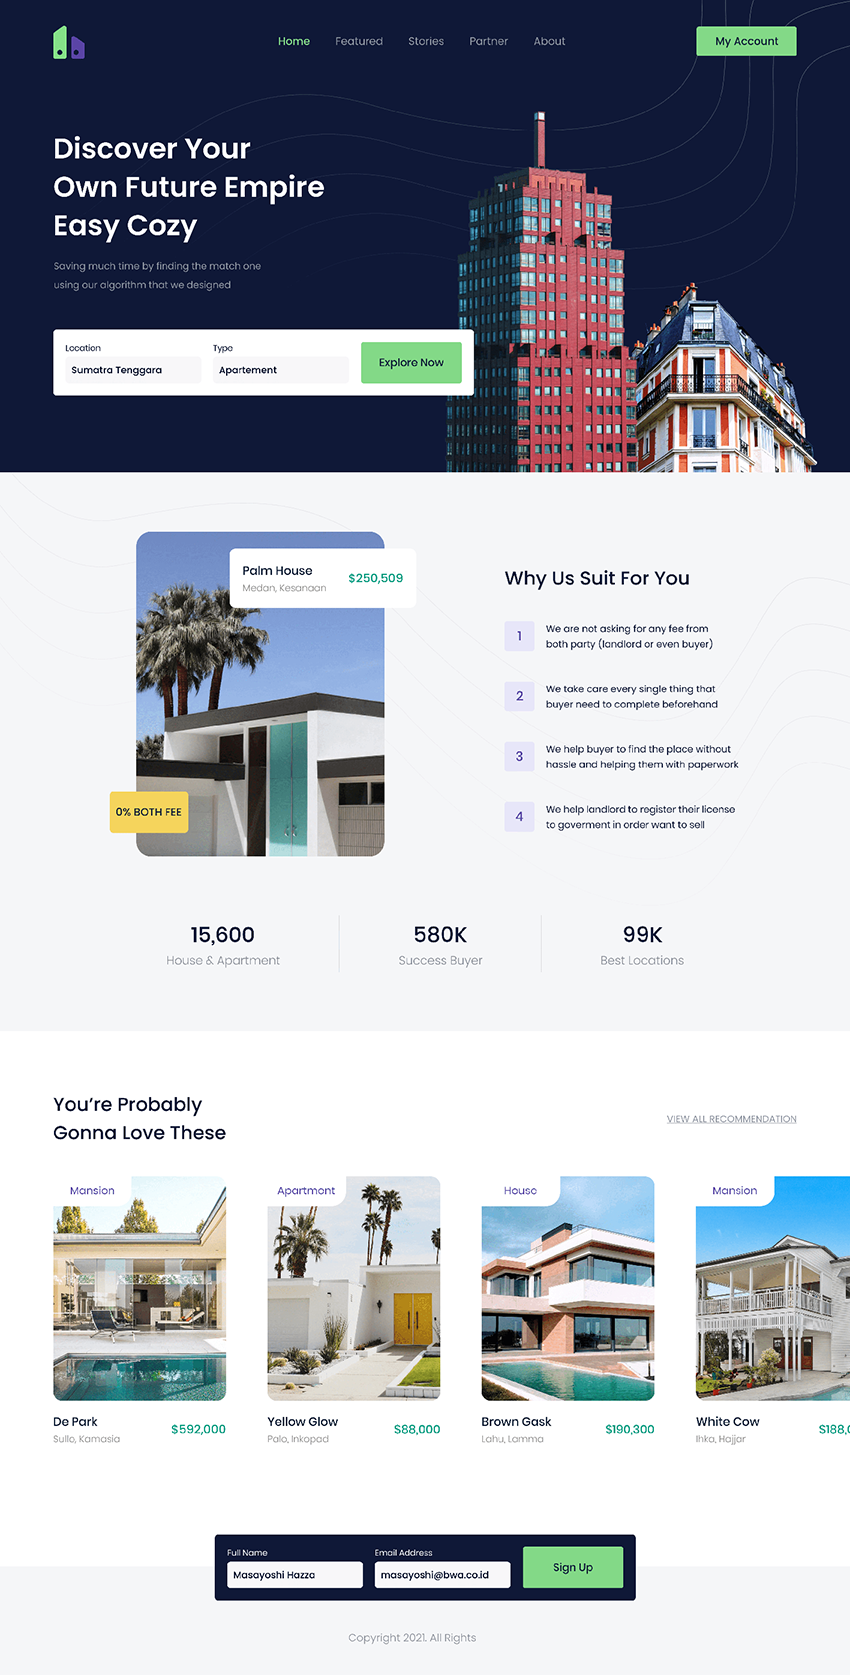 Home Featured Stories Partner About
My Account
Discover Your
Own Future Empire
Easy Cozy
Saving much time by finding the match one
using our algorithm that we designed
Location Type
Sumatra Tenggara Apartement
Explore Now
Palm House
Medan, Kesanaan
$250,509
0% BOTH FEE
Why Us Suit For You
1
We are not asking for any fee from
both party (landlord or even buyer)
2
We take care every single thing that
buyer need to complete beforehand
3
We help buyer to find the place without
hassle and helping them with paperwork
4
We help landlord to register their license
to goverment in order want to sell
15,600 580K 99K
House & Apartment Success Buyer Best Locations
You're Probably
Gonna Love These
VIEW ALL RECOMMENDATION
Mansion Apartment House Mansion
De Park
Sullo, Kamasia
$592,000
Yellow Glow
Palo, Inkopad
$88,000
Brown Gask
Lahu, Lamma
$190,300
White Cow
Ihka, Hajjar
Full Name Email Address
Masayoshi Hazza masayoshi@bwa.co.id
Sign Up
Copyright 2021. All Rights